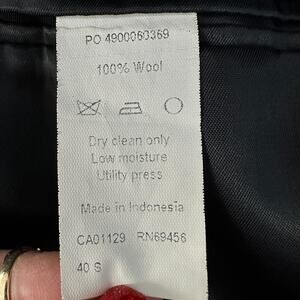 PO 4900060369
100% Wool
Dry clean only
Low moisture
Utility press
Made in Indonesia
CA01129 RN69456
40 S